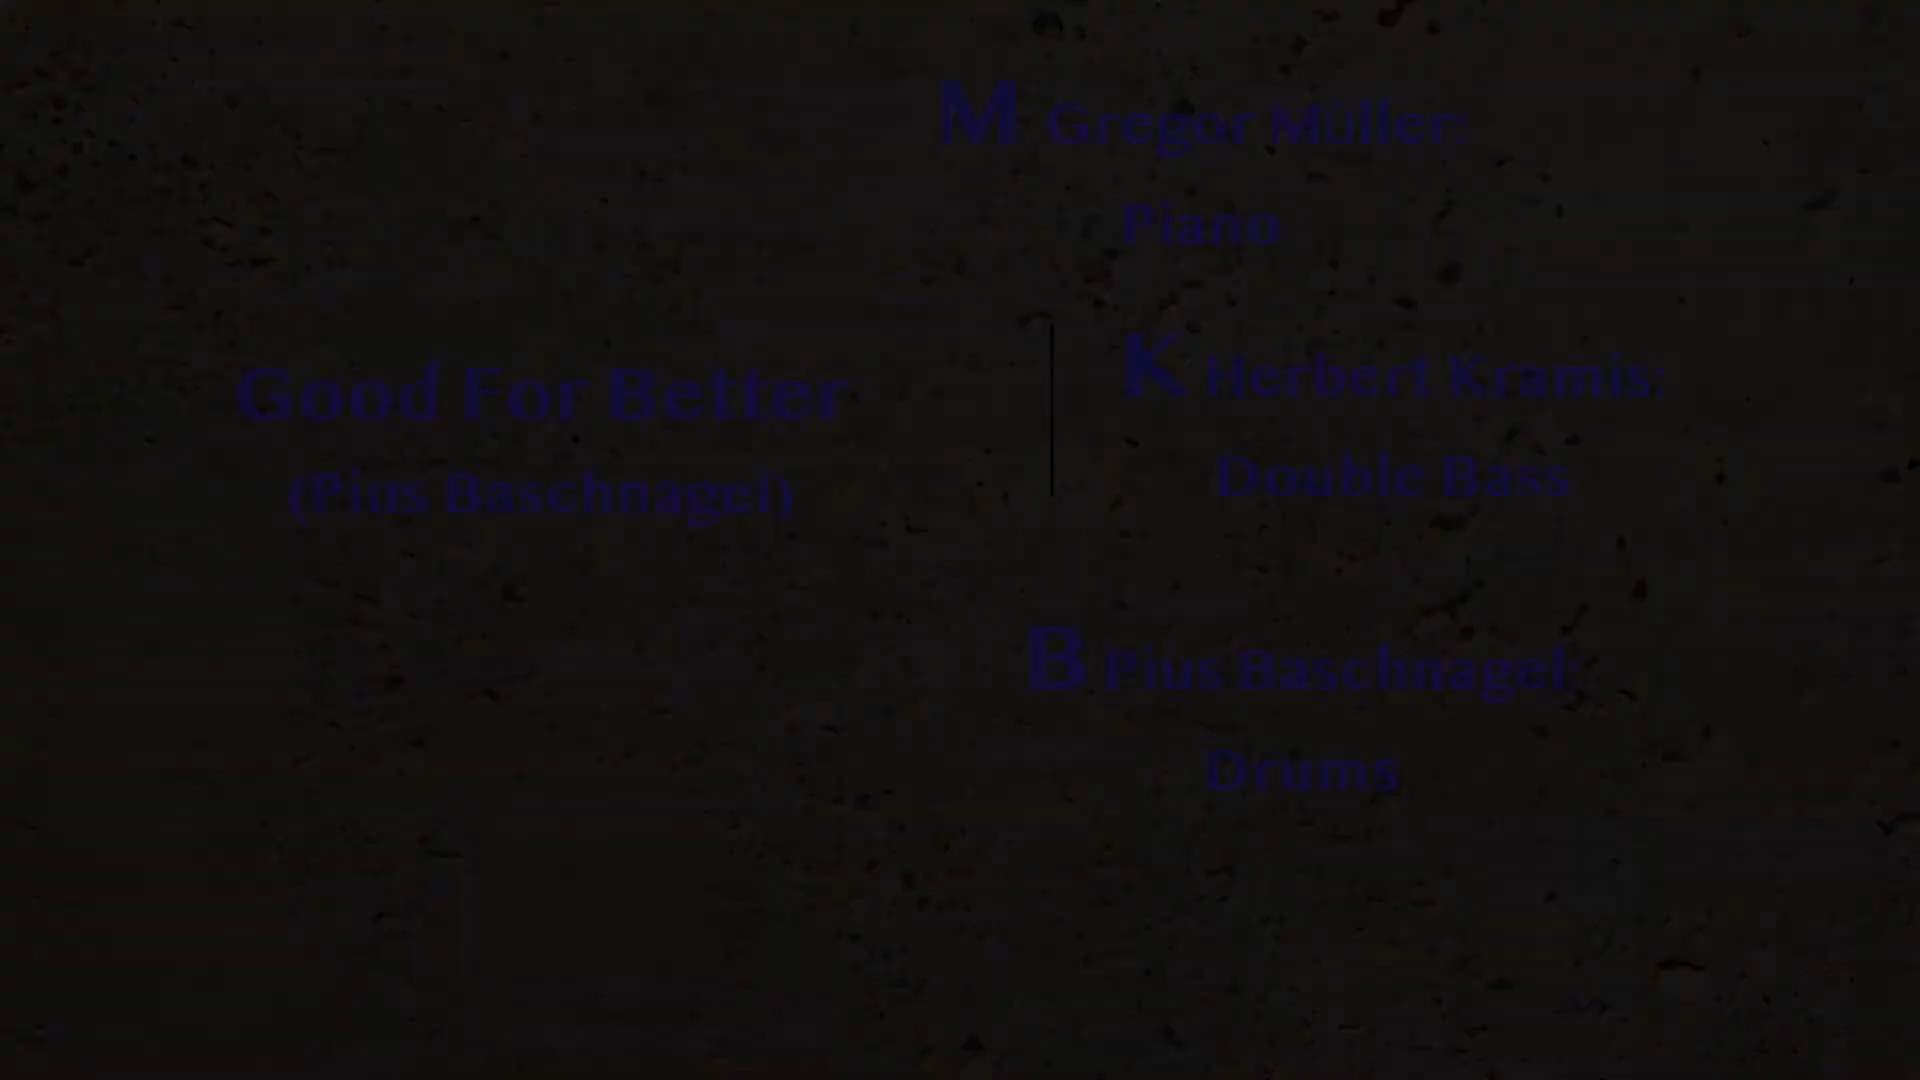 Good For Better
(Pius Baschnagel)
M Gregor Müller:
Piano
K Herbert Kramis:
Double Bass
B Pius Baschnagel:
Drums